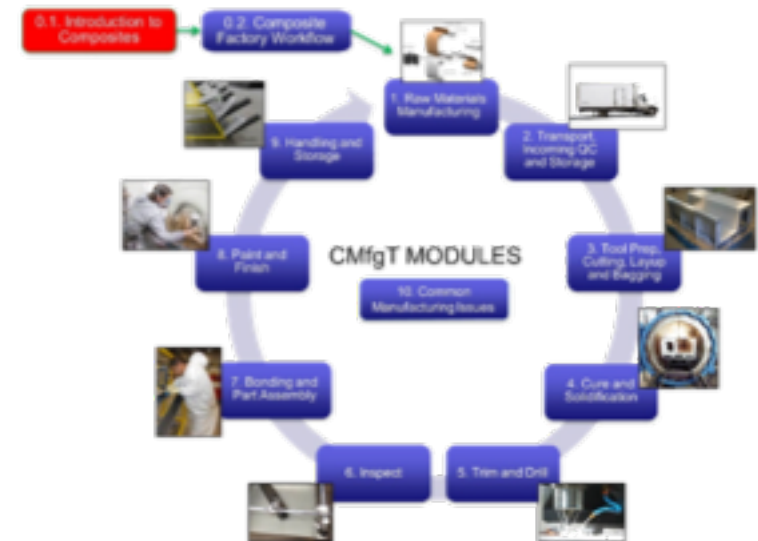 0.1. Introduction to
Composites
0.2. Composite
Factory Workflow
1. Raw Materials
Manufacturing
2. Transport,
Incoming QC
and Storage
3. Tool Prep,
Cutting, Layup
and Bagging
4. Cure and
Solidification
5. Trim and Drill
6. Inspect
7. Bonding and
Part Assembly
8. Paint and
Finish
9. Handling and
Storage
CMfgT MODULES
10. Common
Manufacturing Issues